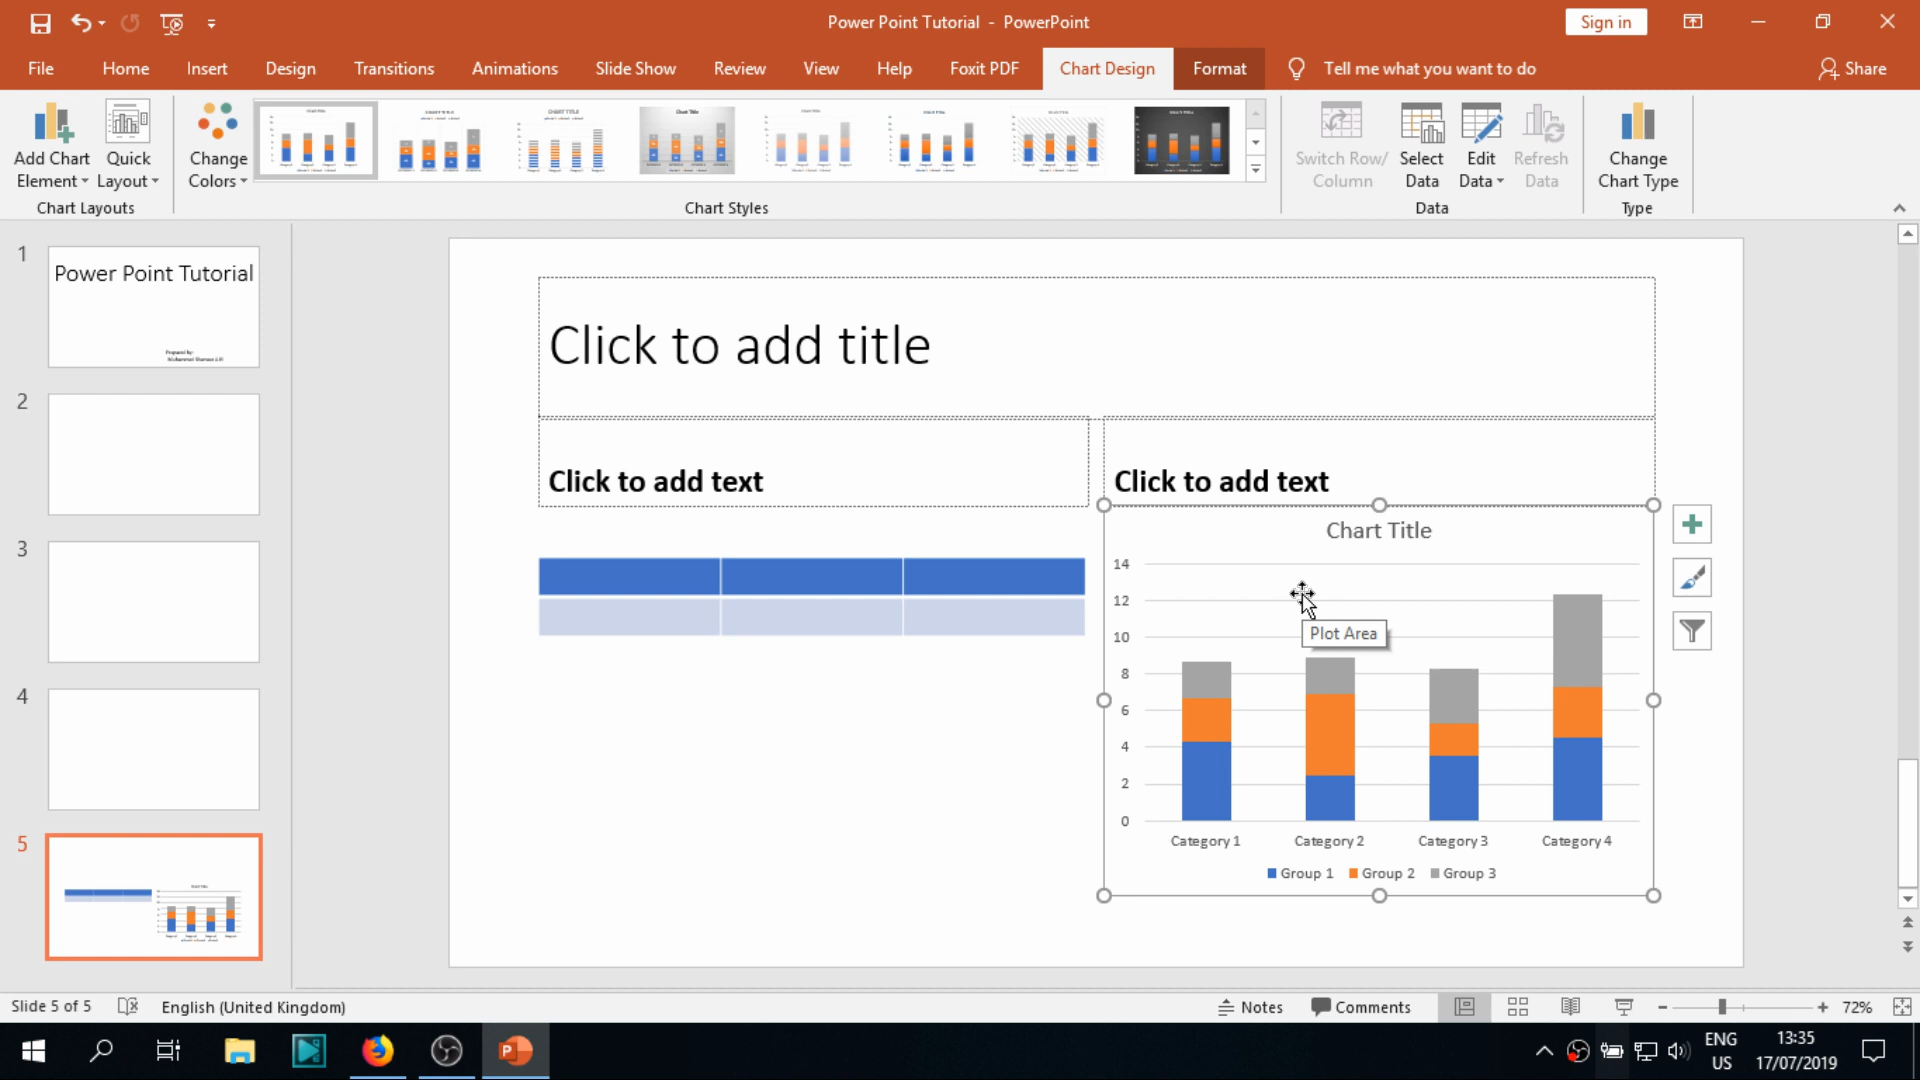 Power Point Tutorial - PowerPoint
Sign in
File Home Insert Design Transitions Animations Slide Show Review View Help Foxit PDF Chart Design Format Tell me what you want to do Share
Add Chart Element
Quick Layout
Chart Layouts
Change Colors
Chart Styles
Switch Row/ Column
Select Data
Edit Data
Refresh Data
Data
Change Chart Type
Type
1
Power Point Tutorial
Prepared by:
2
3
4
5
Click to add title
Click to add text
Click to add text
Chart Title
14
12
10
8
6
4
2
0
Plot Area
Category 1 Category 2 Category 3 Category 4
Group 1 Group 2 Group 3
Slide 5 of 5 English (United Kingdom) Notes Comments 72%
ENG 13:35
US 17/07/2019